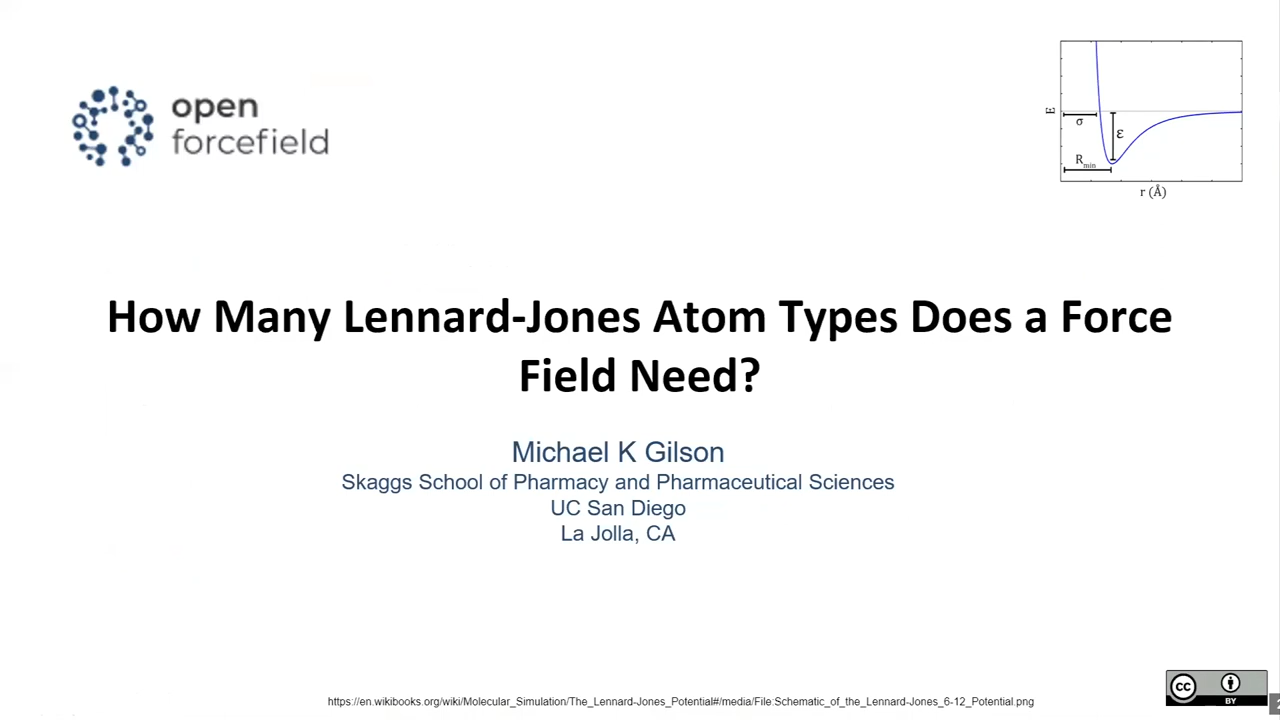 open
forcefield
E
σ
ε
Rmin
r (Å)
How Many Lennard-Jones Atom Types Does a Force
Field Need?
Michael K Gilson
Skaggs School of Pharmacy and Pharmaceutical Sciences
UC San Diego
La Jolla, CA
https://en.wikibooks.org/wiki/Molecular_Simulation/The_Lennard-Jones_Potential#/media/File:Schematic_of_the_Lennard-Jones_6-12_Potential.png
cc
BY